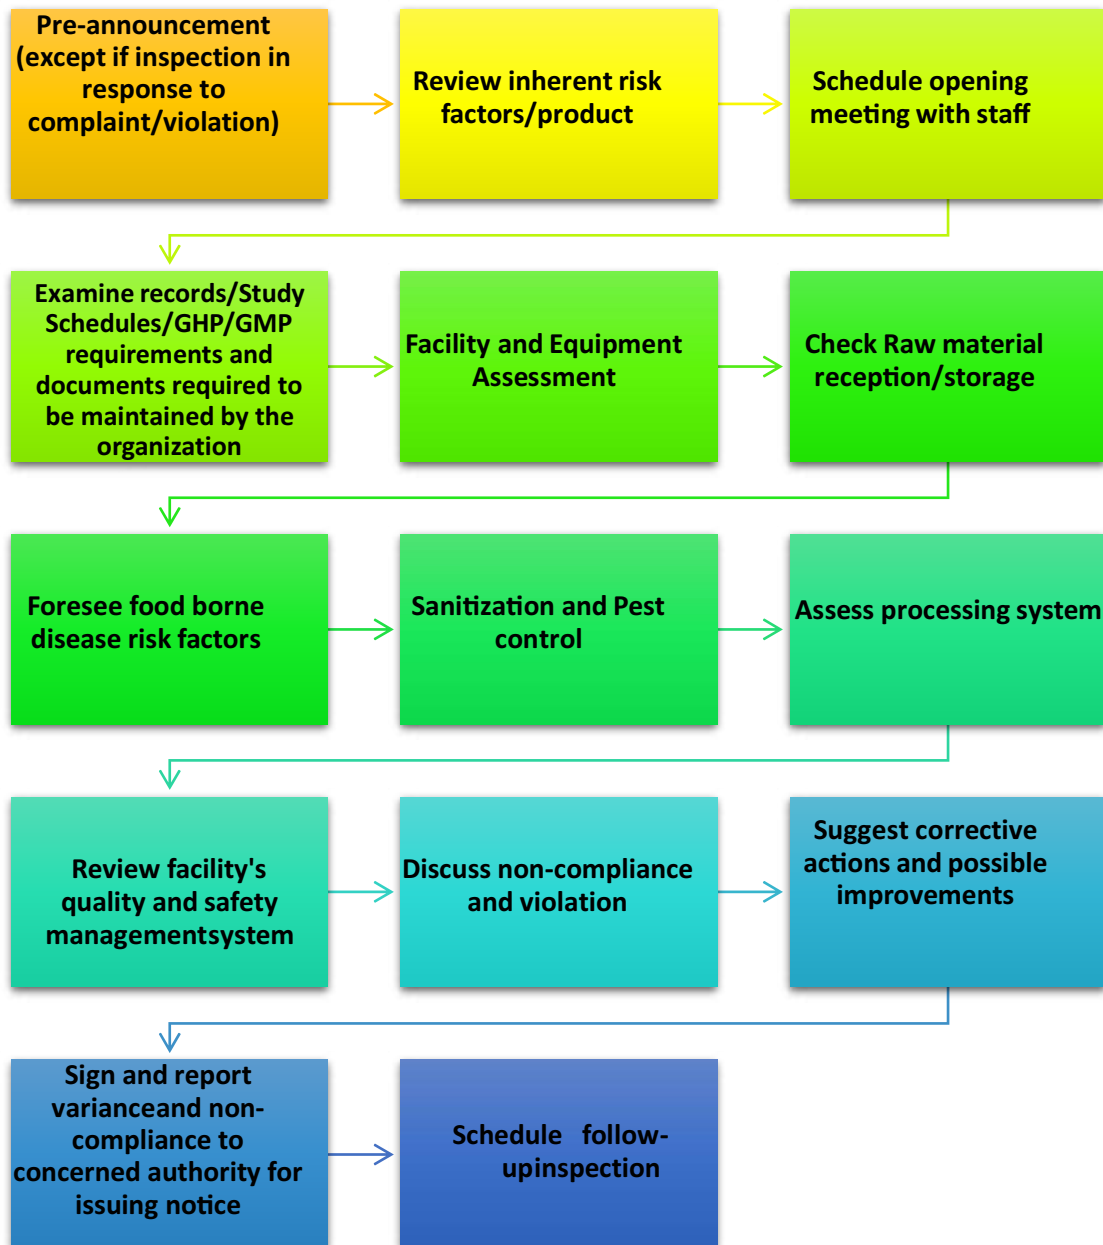 Pre-announcement
(except if inspection in
response to
complaint/violation)
Review inherent risk
factors/product
Schedule opening
meeting with staff
Examine records/Study
Schedules/GHP/GMP
requirements and
documents required to
be maintained by the
organization
Facility and Equipment
Assessment
Check Raw material
reception/storage
Foresee food borne
disease risk factors
Sanitization and Pest
control
Assess processing system
Review facility's
quality and safety
managementsystem
Discuss non-compliance
and violation
Suggest corrective
actions and possible
improvements
Sign and report
varianceand non-
compliance to
concerned authority for
issuing notice
Schedule follow-
upinspection